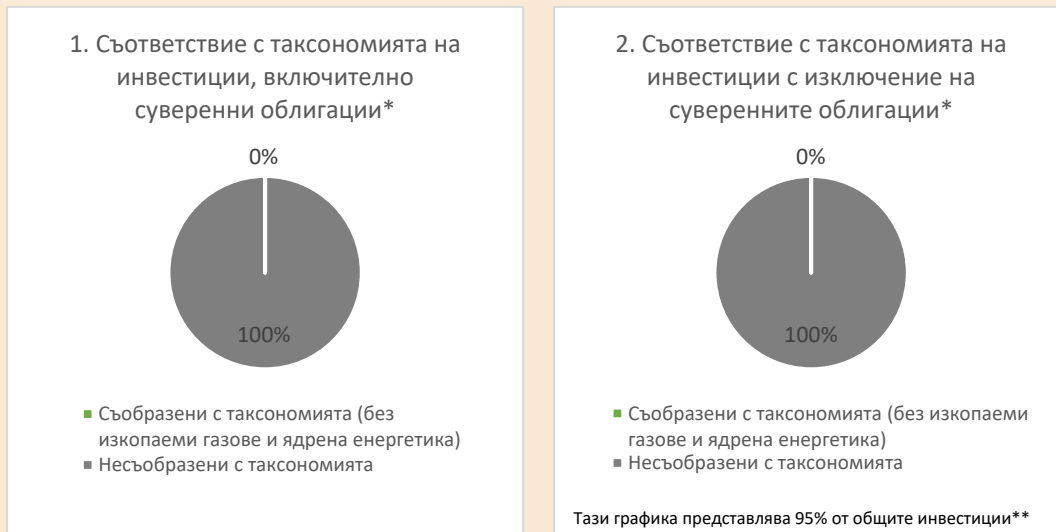 1. Съответствие с таксономията на
инвестиции, включително
суверенни облигации*
0%
100%
Съобразени с таксономията (без
изкопаеми газове и ядрена енергетика)
Несъобразени с таксономията
2. Съответствие с таксономията на
инвестиции с изключение на
суверенните облигации*
0%
100%
Съобразени с таксономията (без изкопаеми
газове и ядрена енергетика)
Несъобразени с таксономията
Тази графика представлява 95% от общите инвестиции**